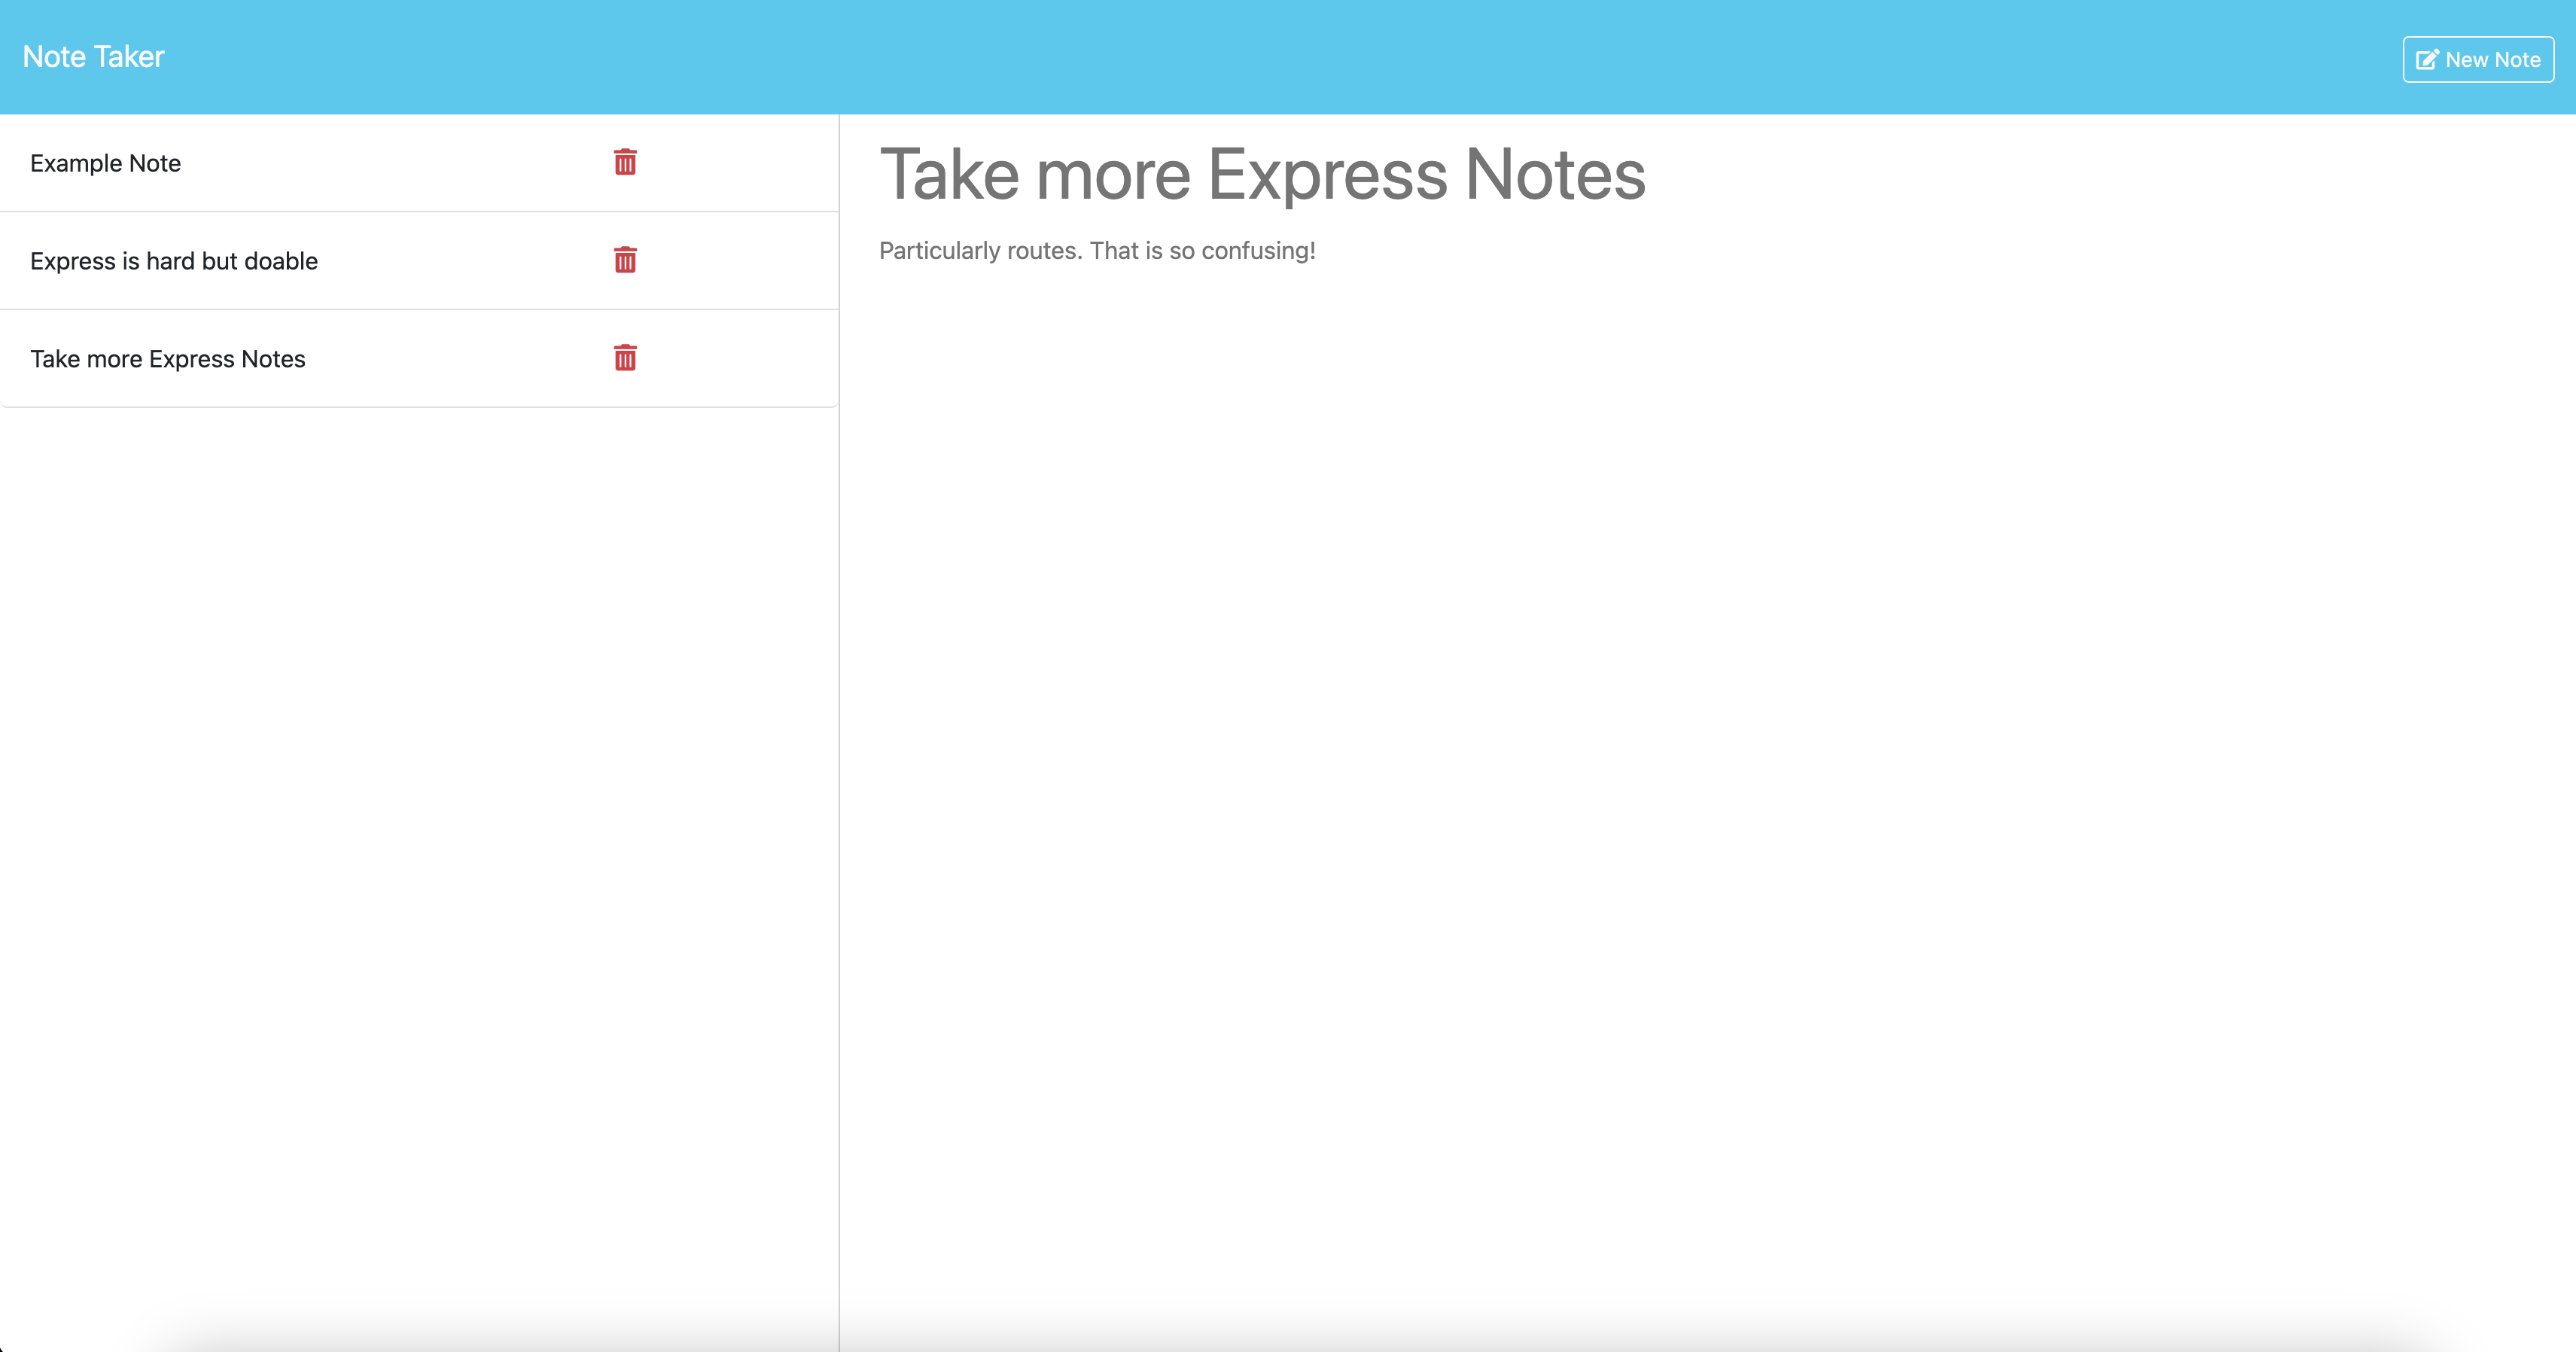 Note Taker
New Note
Example Note
Express is hard but doable
Take more Express Notes
Take more Express Notes
Particularly routes. That is so confusing!